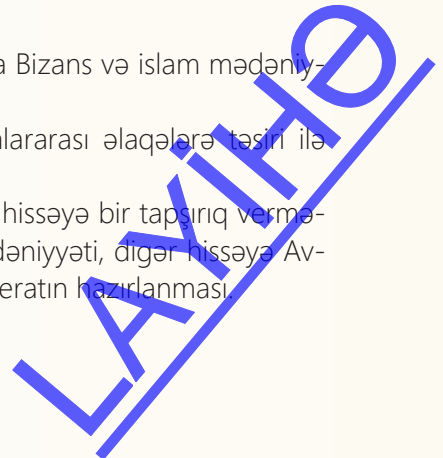 a Bizans və islam mədəniy-
lararası əlaqələrə təsiri ilə
hissəyə bir tapşırıq vermə-
dəniyyəti, digər hissəyə Av-
eratın hazırlanması.
LAYİHƏ